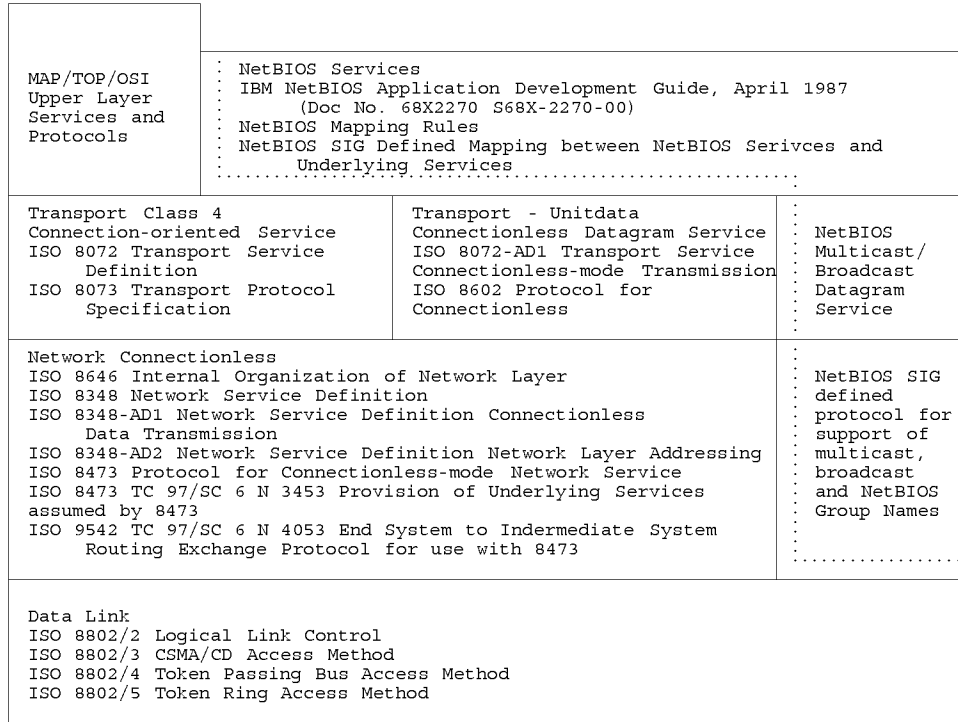 MAP/TOP/OSI
Upper Layer
Services and
Protocols
NetBIOS Services
IBM NetBIOS Application Development Guide, April 1987
(Doc No. 68X2270 S68X-2270-00)
NetBIOS Mapping Rules
NetBIOS SIG Defined Mapping between NetBIOS Serivces and
Underlying Services
Transport Class 4
Connection-oriented Service
ISO 8072 Transport Service
Definition
ISO 8073 Transport Protocol
Specification
Transport - Unitdata
Connectionless Datagram Service
ISO 8072-AD1 Transport Service
Connectionless-mode Transmission
ISO 8602 Protocol for
Connectionless
NetBIOS
Multicast/
Broadcast
Datagram
Service
Network Connectionless
ISO 8646 Internal Organization of Network Layer
ISO 8348 Network Service Definition
ISO 8348-AD1 Network Service Definition Connectionless
Data Transmission
ISO 8348-AD2 Network Service Definition Network Layer Addressing
ISO 8473 Protocol for Connectionless-mode Network Service
ISO 8473 TC 97/SC 6 N 3453 Provision of Underlying Services
assumed by 8473
ISO 9542 TC 97/SC 6 N 4053 End System to Indermediate System
Routing Exchange Protocol for use with 8473
NetBIOS SIG
defined
protocol for
support of
multicast,
broadcast
and NetBIOS
Group Names
Data Link
ISO 8802/2 Logical Link Control
ISO 8802/3 CSMA/CD Access Method
ISO 8802/4 Token Passing Bus Access Method
ISO 8802/5 Token Ring Access Method